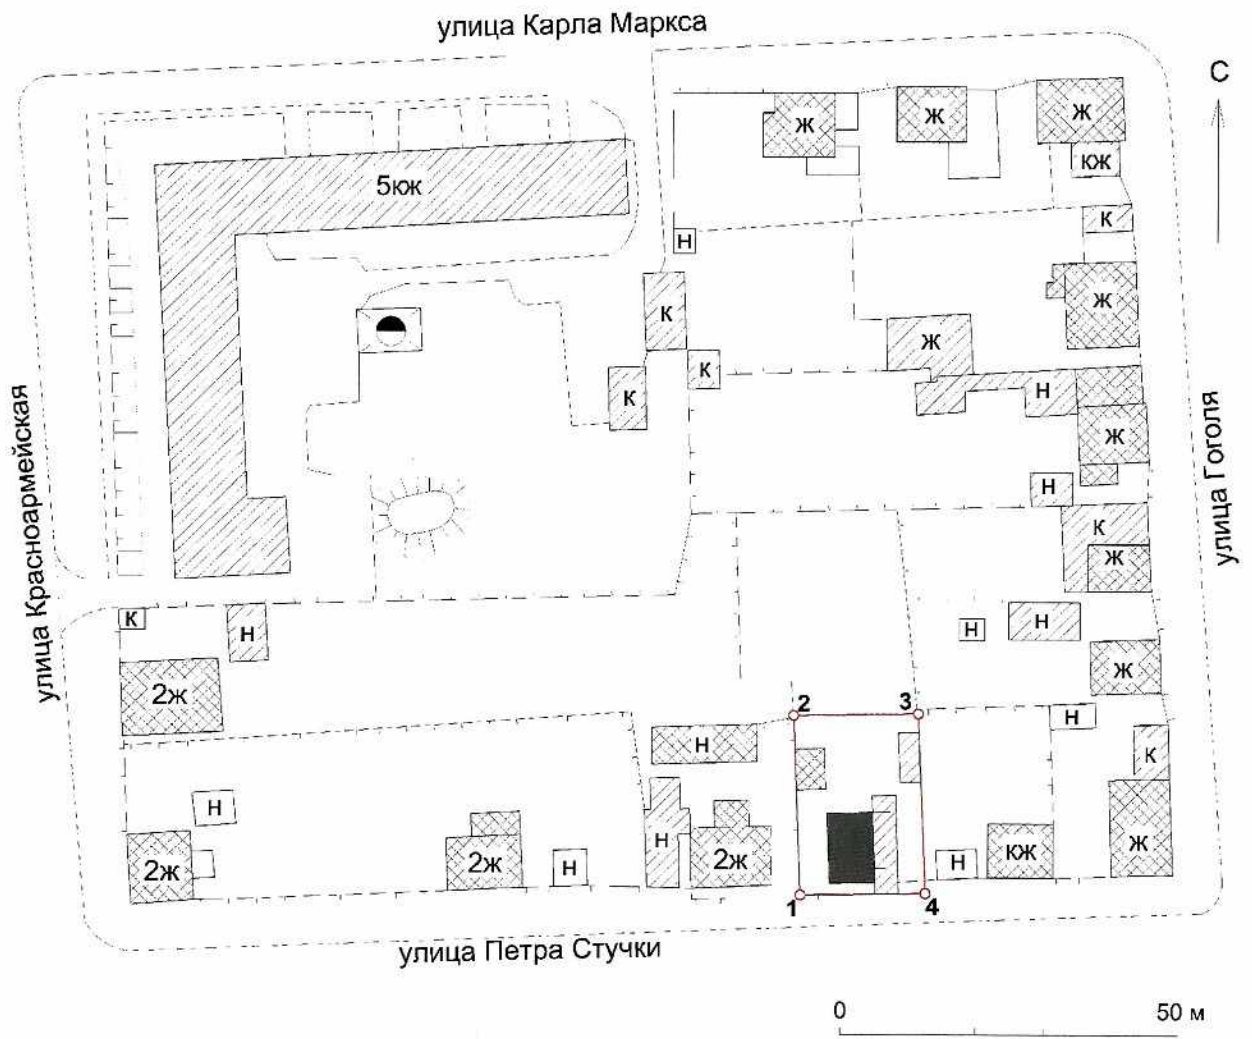 улица Карла Маркса
С
Ж
Ж
Ж
КЖ
5КЖ
К
Н
К
Ж
Ж
К
К
Н
Ж
улица Красноармейская
улица Гоголя
Н
К
Ж
К
Н
Н
Н
2Ж
Ж
2
3
Н
Н
К
Н
Н
2Ж
2Ж
Н
2Ж
Н
КЖ
Ж
1
4
улица Петра Стучки
0
50 м